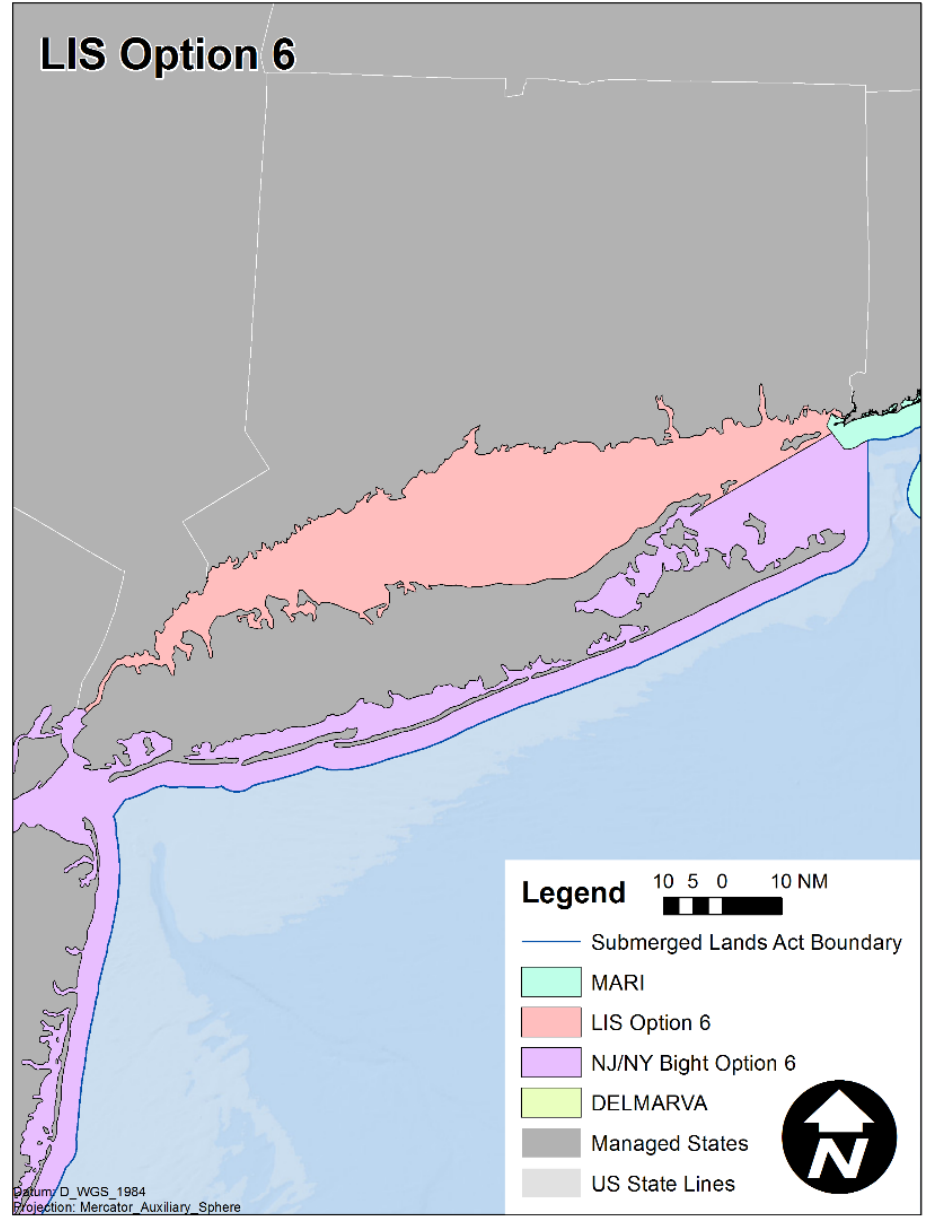 LIS Option 6
Legend
10 5 0 10 NM
Submerged Lands Act Boundary
MARI
LIS Option 6
NJ/NY Bight Option 6
DELMARVA
Managed States
US State Lines
N
Datum: D_WGS_1984
Projection: Mercator_Auxiliary_Sphere